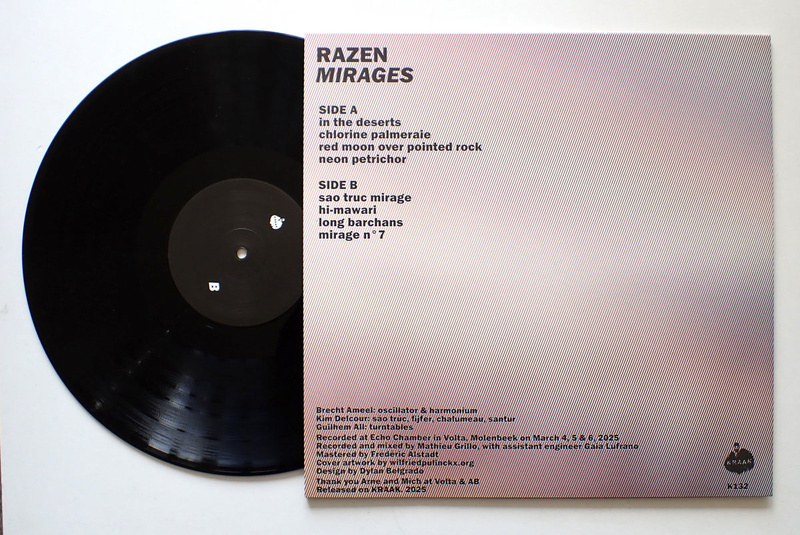 RAZEN
MIRAGES
SIDE A
in the deserts
chlorine palmeraie
red moon over pointed rock
neon petrichor
SIDE B
sao truc mirage
hi-mawari
long barchans
mirage n°7
Brecht Ameel: oscillator & harmonium
Kim Delcour: sao truc, fijfer, chalumeau, santur
Guilhem All: turntables
Recorded at Echo Chamber in Volta, Molenbeek on March 4, 5 & 6, 2025
Recorded and mixed by Mathieu Grillo, with assistant engineer Gaia Lufrano
Mastered by Frederic Alstadt
Cover artwork by wilfriedpulinckx.org
Design by Dylan Belgrado
Thank you Arne and Mich at Volta & AB
Released on KRAAK, 2025
KRAAK
K132
B